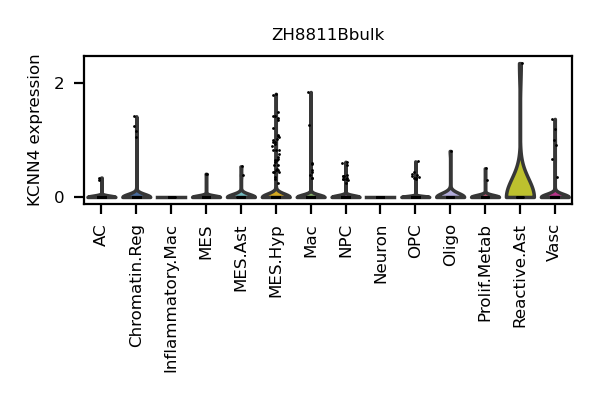 ZH8811Bbulk
KCNN4 expression
2
0
AC
Chromatin.Reg
Inflammatory.Mac
MES
MES.Ast
MES.Hyp
Mac
NPC
Neuron
OPC
Oligo
Prolif.Metab
Reactive.Ast
Vasc